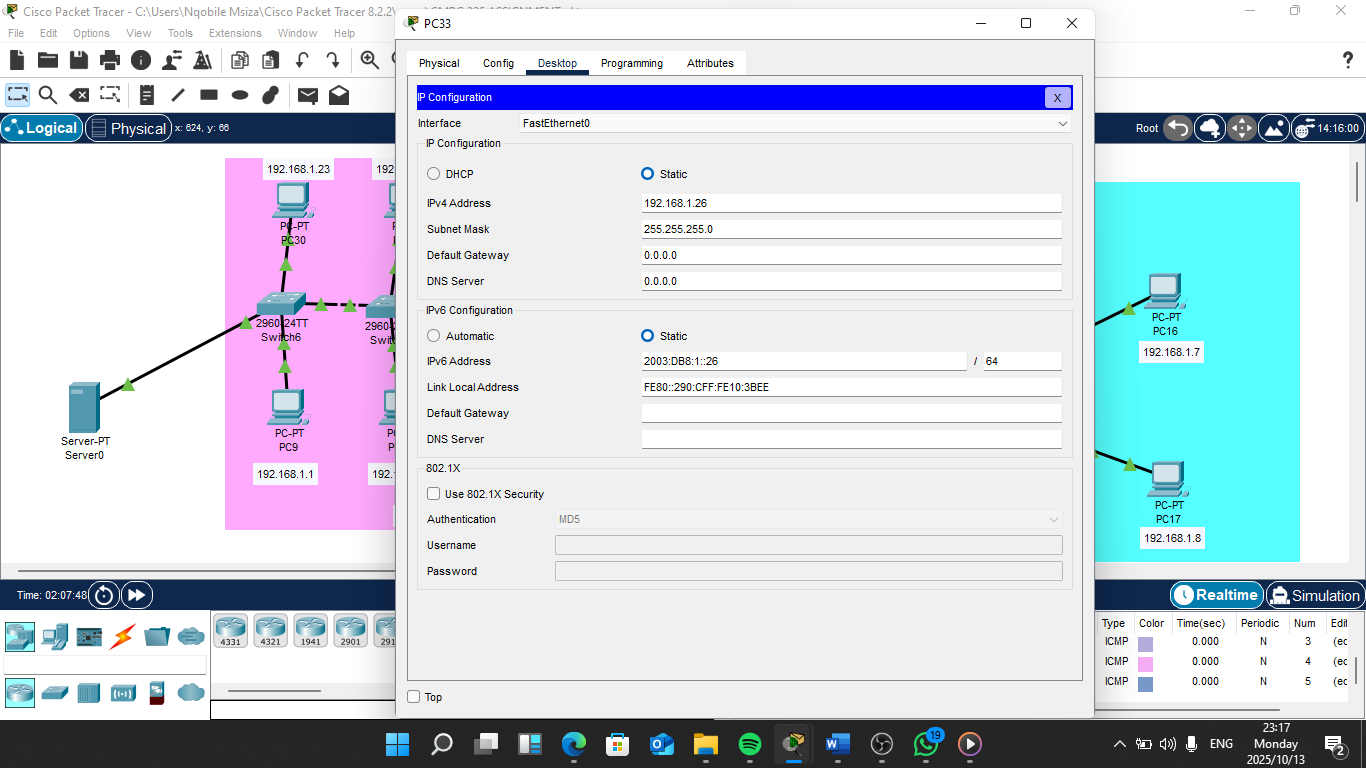 Cisco Packet Tracer - C:\Users\Nqobile Msiza\Cisco Packet Tracer 8.2.2\
File Edit Options View Tools Extensions Window Help
Logical Physical x: 624, y: 66
Root 14:16:00
PC33
Physical Config Desktop Programming Attributes
IP Configuration X
Interface FastEthernet0
IP Configuration
DHCP Static
IPv4 Address 192.168.1.26
Subnet Mask 255.255.255.0
Default Gateway 0.0.0.0
DNS Server 0.0.0.0
IPv6 Configuration
Automatic Static
IPv6 Address 2003:DB8:1::26 / 64
Link Local Address FE80::290:CFF:FE10:3BEE
Default Gateway
DNS Server
802.1X
Use 802.1X Security
Authentication MD5
Username
Password
Top
192.168.1.23 192
PC-PT
PC30
2960-24TT
Switch6
2960
Swit
Server-PT
Server0
PC-PT
PC9
192.168.1.1 192.
PC-PT
PC16
192.168.1.7
PC-PT
PC17
192.168.1.8
Time: 02:07:48
Realtime Simulation
4331 4321 1941 2901 291
Type Color Time(sec) Periodic Num Edit
ICMP 0.000 N 3 (ec
ICMP 0.000 N 4 (ec
ICMP 0.000 N 5 (ec
19
ENG
23:17
Monday
2025/10/13
2